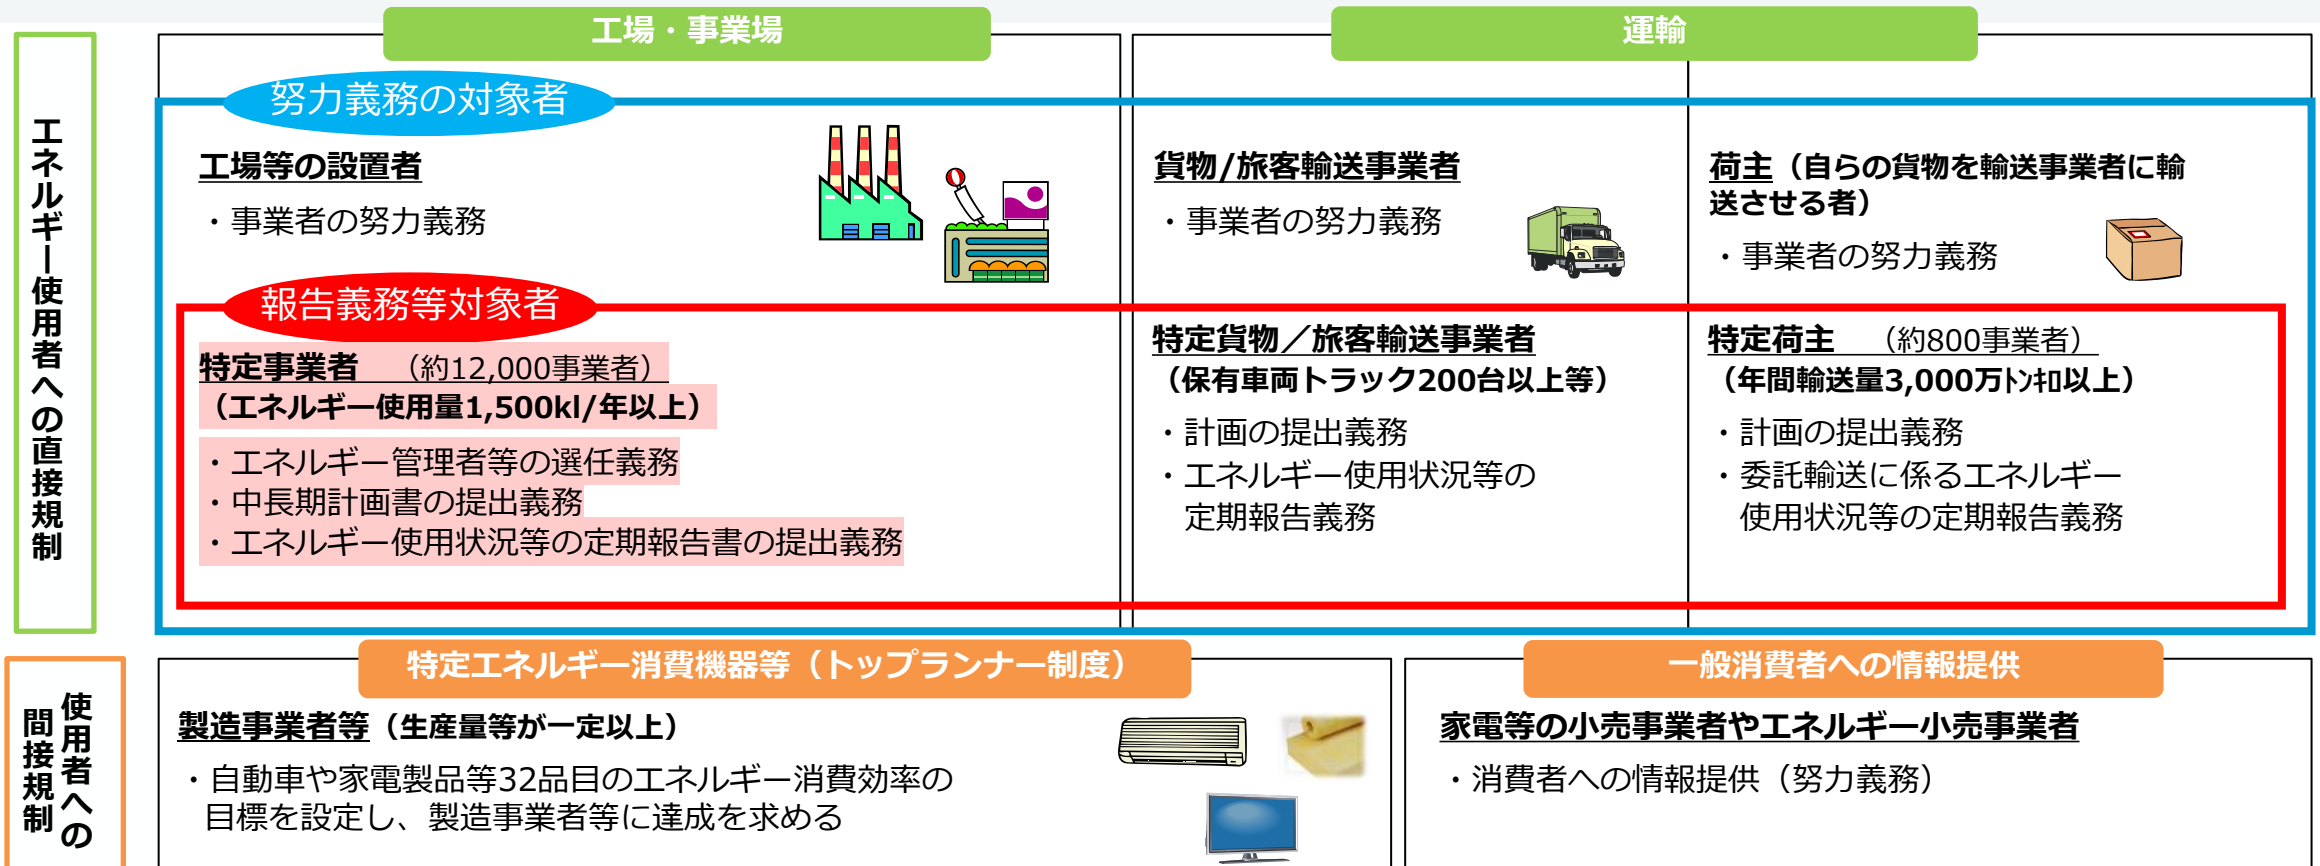 工場・事業場
運輸
エネルギー使用者への直接規制
努力義務の対象者
工場等の設置者
・事業者の努力義務
貨物/旅客輸送事業者
・事業者の努力義務
荷主（自らの貨物を輸送事業者に輸
送させる者）
・事業者の努力義務
報告義務等対象者
特定事業者　（約12,000事業者）
（エネルギー使用量1,500kl/年以上）
・エネルギー管理者等の選任義務
・中長期計画書の提出義務
・エネルギー使用状況等の定期報告書の提出義務
特定貨物／旅客輸送事業者
（保有車両トラック200台以上等）
・計画の提出義務
・エネルギー使用状況等の
定期報告義務
特定荷主　（約800事業者）
（年間輸送量3,000万ﾄﾝｷﾛ以上）
・計画の提出義務
・委託輸送に係るエネルギー
使用状況等の定期報告義務
使用者への
間接規制
特定エネルギー消費機器等（トップランナー制度）
製造事業者等（生産量等が一定以上）
・自動車や家電製品等32品目のエネルギー消費効率の
目標を設定し、製造事業者等に達成を求める
一般消費者への情報提供
家電等の小売事業者やエネルギー小売事業者
・消費者への情報提供（努力義務）